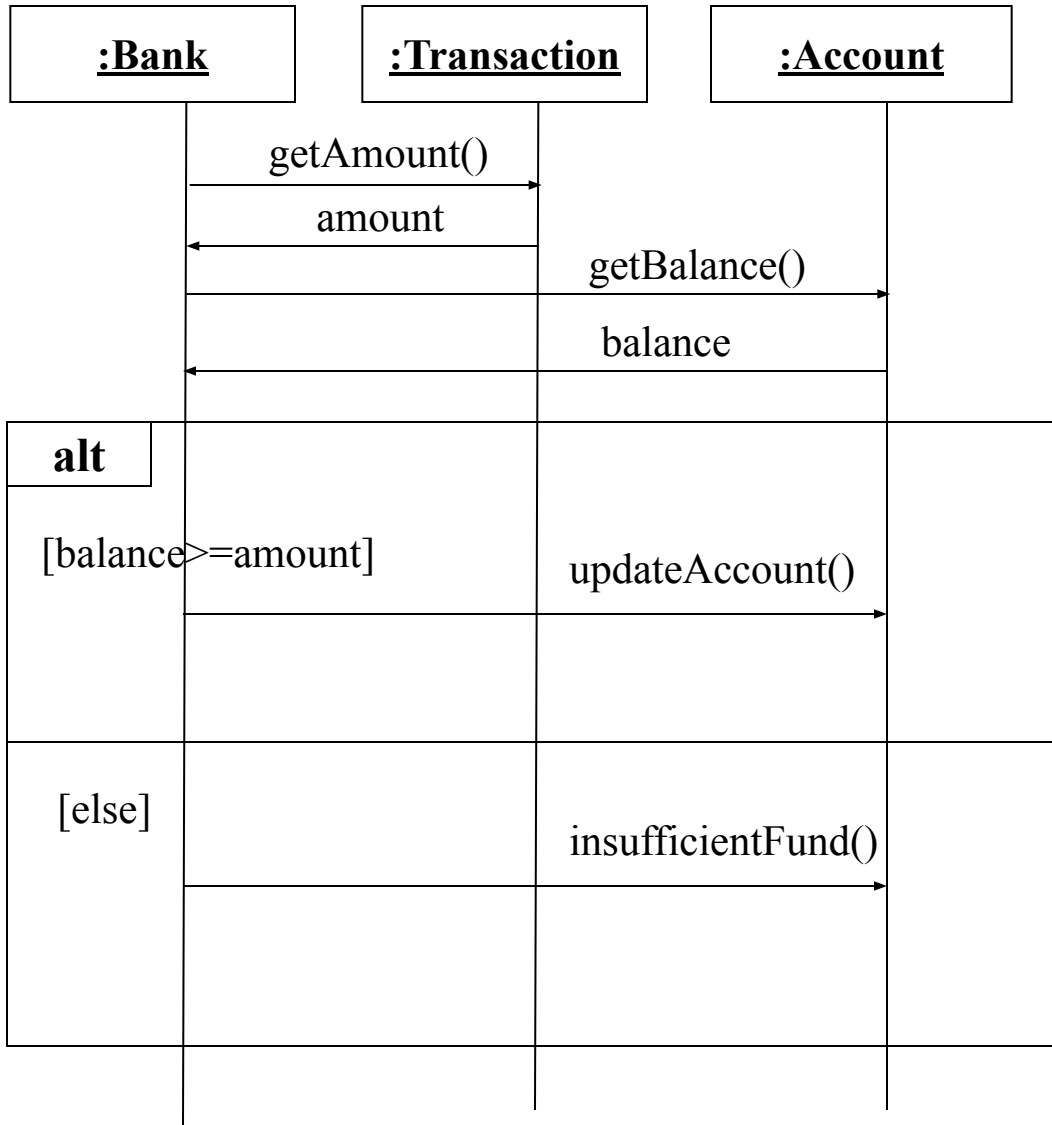 :Bank
:Transaction
:Account
getAmount()
amount
getBalance()
balance
alt
[balance>=amount]
updateAccount()
[else]
insufficientFund()